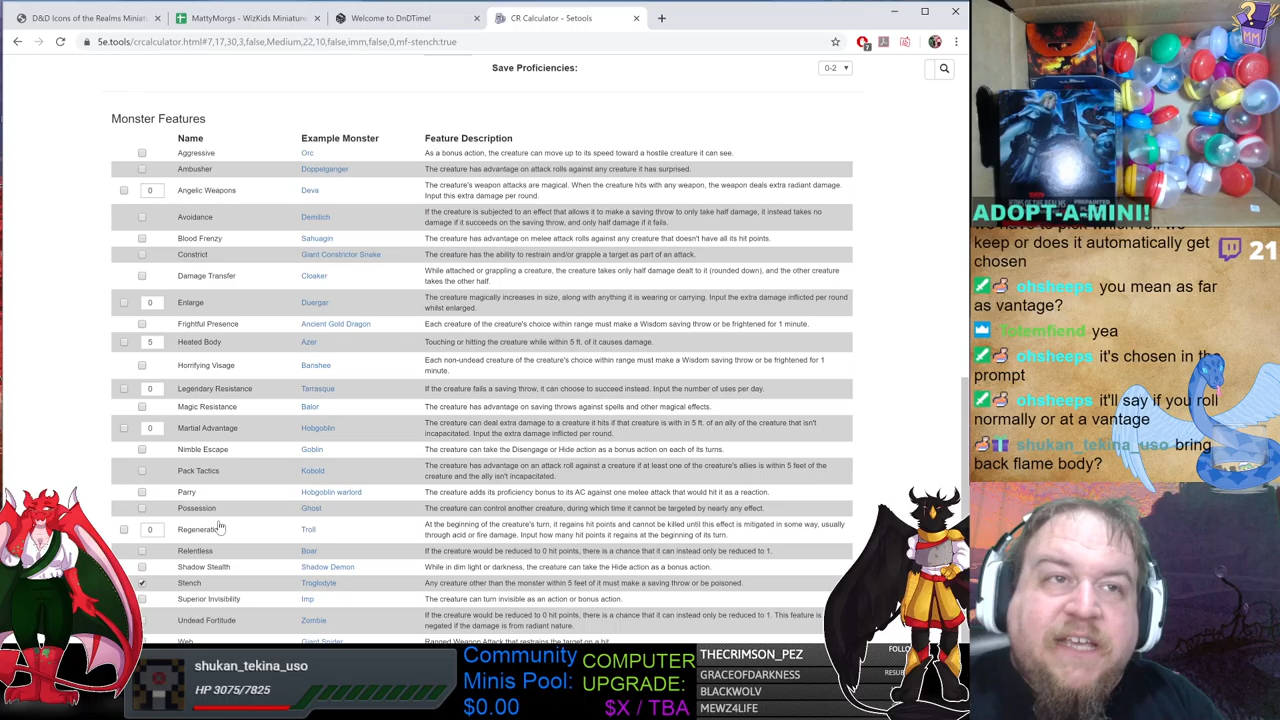 D&D Icons of the Realms Miniatu
MattyMorgs - WizKids Miniature
Welcome to DnDTime!
CR Calculator - 5etools
5e.tools/crcalculator.html#7,17,30,3,false,Medium,22,10,false,imm,false,0,mf-stench:true
Save Proficiencies:
0-2
Monster Features
Name Example Monster Feature Description
Aggressive Orc As a bonus action, the creature can move up to its speed toward a hostile creature it can see.
Ambusher Doppelganger The creature has advantage on attack rolls against any creature it has surprised.
0 Angelic Weapons Deva The creature's weapon attacks are magical. When the creature hits with any weapon, the weapon deals extra radiant damage.
Input this extra damage per round.
Avoidance Demilich If the creature is subjected to an effect that allows it to make a saving throw to only take half damage, it instead takes no
damage if it succeeds on the saving throw, and only half damage if it fails.
Blood Frenzy Sahuagin The creature has advantage on melee attack rolls against any creature that doesn't have all its hit points.
Constrict Giant Constrictor Snake The creature has the ability to restrain and/or grapple a target as part of an attack.
Damage Transfer Cloaker While attached or grappling a creature, the creature takes only half damage dealt to it (rounded down), and the other creature
takes the other half.
0 Enlarge Duergar The creature magically increases in size, along with anything it is wearing or carrying. Input the extra damage inflicted per round
whilst enlarged.
Frightful Presence Ancient Gold Dragon Each creature of the creature's choice within range must make a Wisdom saving throw or be frightened for 1 minute.
5 Heated Body Azer Touching or hitting the creature while within 5 ft. of it causes damage.
Horrifying Visage Banshee Each non-undead creature of the creature's choice within range must make a Wisdom saving throw or be frightened for 1
minute.
0 Legendary Resistance Tarrasque If the creature fails a saving throw, it can choose to succeed instead. Input the number of uses per day.
Magic Resistance Balor The creature has advantage on saving throws against spells and other magical effects.
0 Martial Advantage Hobgoblin The creature can deal extra damage to a creature it hits if that creature is with in 5 ft. of an ally of the creature that isn't
incapacitated. Input the extra damage inflicted per round.
Nimble Escape Goblin The creature can take the Disengage or Hide action as a bonus action on each of its turns.
Pack Tactics Kobold The creature has advantage on an attack roll against a creature if at least one of the creature's allies is within 5 feet of the
creature and the ally isn't incapacitated.
Parry Hobgoblin warlord The creature adds its proficiency bonus to its AC against one melee attack that would hit it as a reaction.
Possession Ghost The creature can control another creature, during which time it cannot be targeted by nearly any effect.
0 Regeneration Troll At the beginning of the creature's turn, it regains hit points and cannot be killed until this effect is mitigated in some way, usually
through acid or fire damage. Input how many hit points it regains at the beginning of its turn.
Relentless Boar If the creature would be reduced to 0 hit points, there is a chance that it can instead only be reduced to 1.
Shadow Stealth Shadow Demon While in dim light or darkness, the creature can take the Hide action as a bonus action.
Stench Troglodyte Any creature other than the monster within 5 feet of it must make a saving throw or be poisoned.
Superior Invisibility Imp The creature can turn invisible as an action or bonus action.
Undead Fortitude Zombie If the creature would be reduced to 0 hit points, there is a chance that it can instead only be reduced to 1. This feature is
negated if the damage is from radiant nature.
Web Giant Spider Ranged Weapon Attack that restrains the target on a hit.
MM
ADOPT-A-MINI!
21
we have to pick which roll we
keep or does it automatically get
chosen
ohsheeps you mean as far
as vantage?
Totemfiend yea
ohsheeps it's chosen in the
prompt
ohsheeps it'll say if you roll
normally or at a vantage
shukan_tekina_uso bring
back flame body?
shukan_tekina_uso
HP 3075/7825
Community
Minis Pool:
$0.00
COMPUTER
UPGRADE:
$X / TBA
THECRIMSON_PEZ FOLLO
GRACEOFDARKNESS RESUB
BLACKWOLV
MEWZ4LIFE